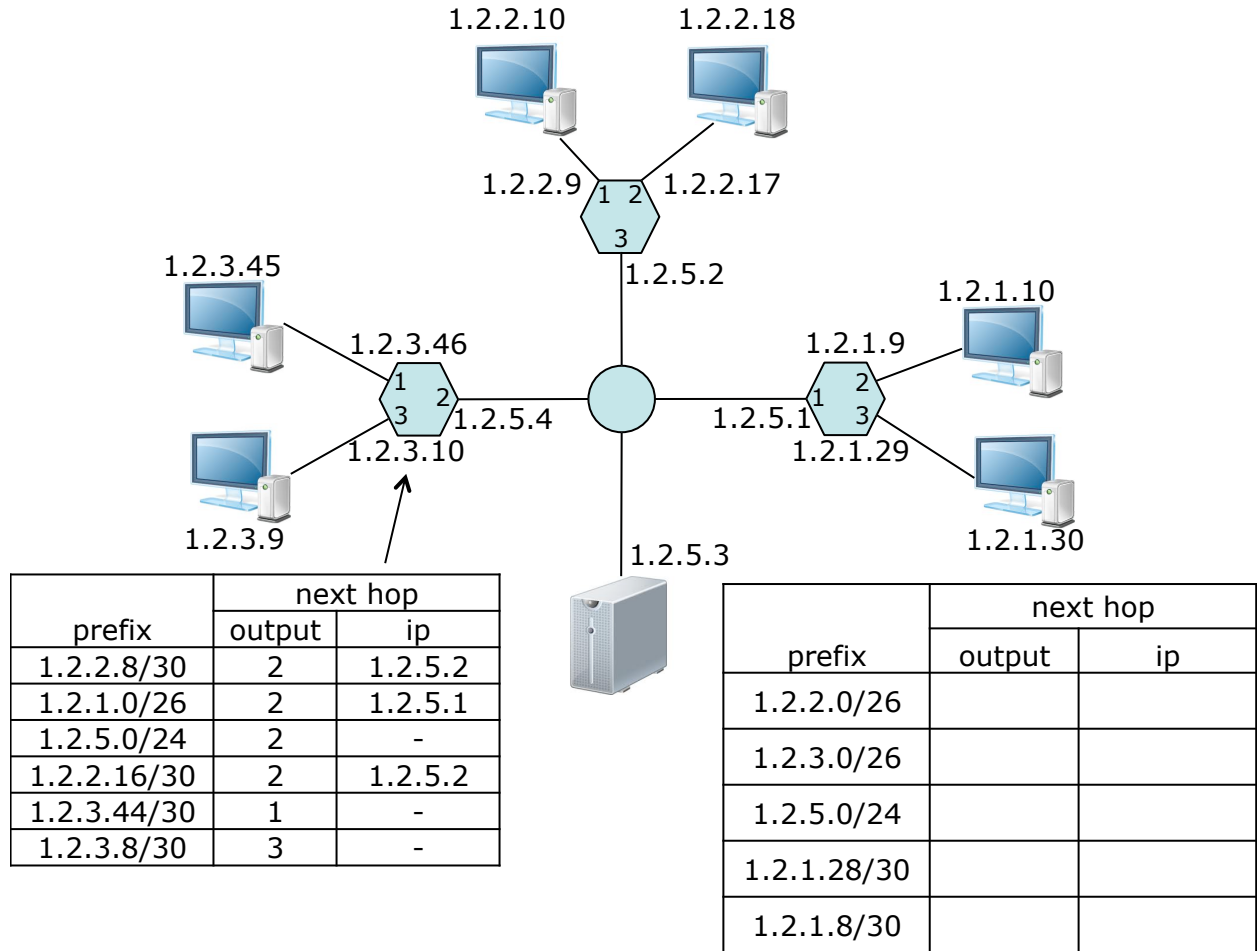 1.2.2.10
1.2.2.18
1.2.2.9
1 2
1.2.2.17
3
1.2.5.2
1.2.3.45
1.2.1.10
1.2.3.46
1.2.1.9
1
2
3
1.2.5.4
1.2.5.1
1
2
3
1.2.3.10
1.2.1.29
1.2.3.9
1.2.1.30
1.2.5.3
next hop
prefix output ip
1.2.2.8/30 2 1.2.5.2
1.2.1.0/26 2 1.2.5.1
1.2.5.0/24 2 -
1.2.2.16/30 2 1.2.5.2
1.2.3.44/30 1 -
1.2.3.8/30 3 -
next hop
prefix output ip
1.2.2.0/26
1.2.3.0/26
1.2.5.0/24
1.2.1.28/30
1.2.1.8/30